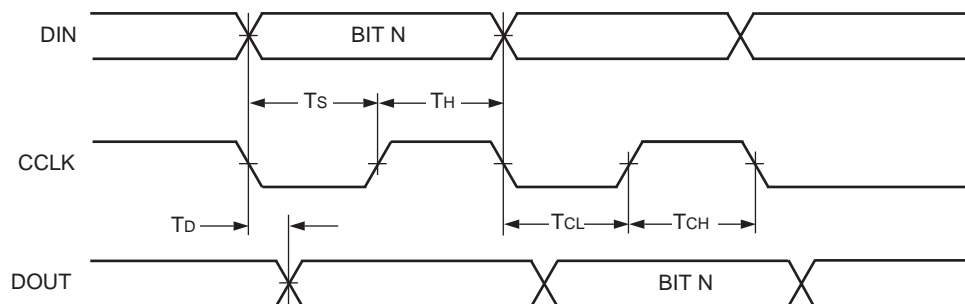 DIN
BIT N
TS
TH
CCLK
TD
TCL
TCH
DOUT
BIT N